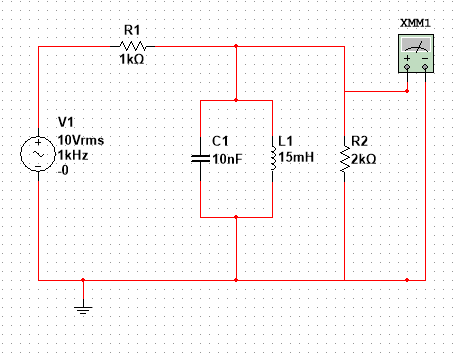 XMM1
R1
1kΩ
V1
10Vrms
1kHz
-0
C1
10nF
L1
15mH
R2
2kΩ